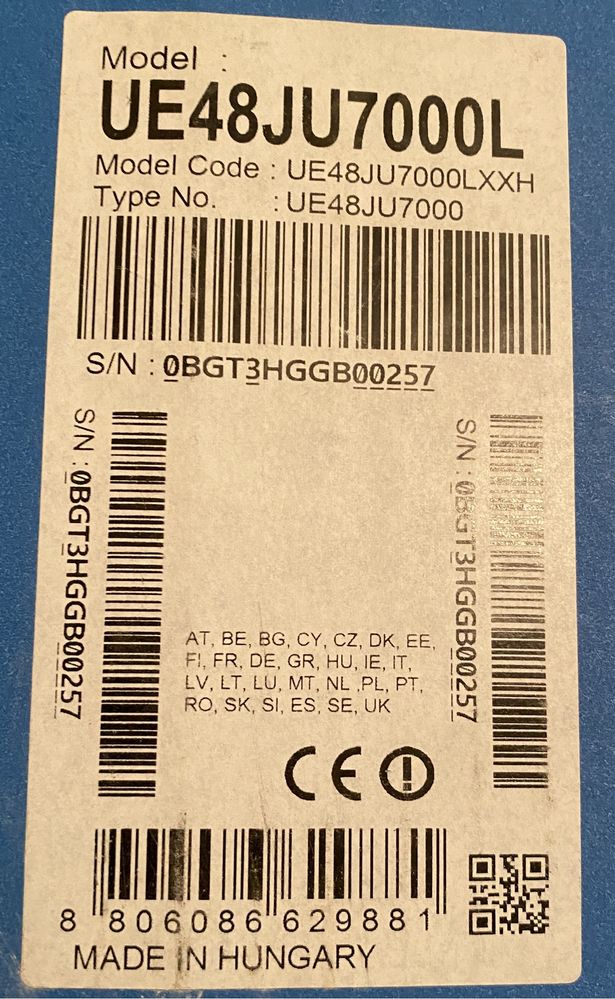 Model :
UE48JU7000L
Model Code : UE48JU7000LXXH
Type No. : UE48JU7000
S/N : 0BGT3HGGB00257
S/N : 0BGT3HGGB00257
S/N : 0BGT3HGGB00257
AT, BE, BG, CY, CZ, DK, EE,
FI, FR, DE, GR, HU, IE, IT,
LV, LT, LU, MT, NL ,PL, PT,
RO, SK, SI, ES, SE, UK
CE
8 806086 629881
MADE IN HUNGARY